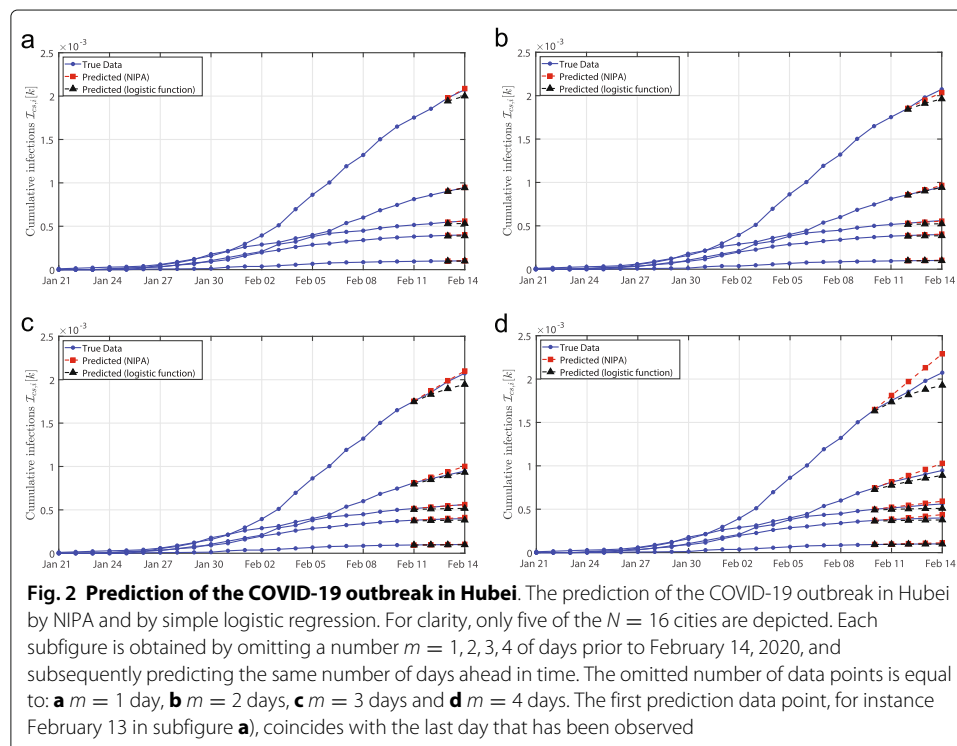 a
×10⁻³
2.5
2
1.5
1
0.5
0
Cumulative infections 𝓘cs,i[k]
True Data
Predicted (NIPA)
Predicted (logistic function)
Jan 21 Jan 24 Jan 27 Jan 30 Feb 02 Feb 05 Feb 08 Feb 11 Feb 14
b
×10⁻³
2.5
2
1.5
1
0.5
0
Cumulative infections 𝓘cs,i[k]
True Data
Predicted (NIPA)
Predicted (logistic function)
Jan 21 Jan 24 Jan 27 Jan 30 Feb 02 Feb 05 Feb 08 Feb 11 Feb 14
c
×10⁻³
2.5
2
1.5
1
0.5
0
Cumulative infections 𝓘cs,i[k]
True Data
Predicted (NIPA)
Predicted (logistic function)
Jan 21 Jan 24 Jan 27 Jan 30 Feb 02 Feb 05 Feb 08 Feb 11 Feb 14
d
×10⁻³
2.5
2
1.5
1
0.5
0
Cumulative infections 𝓘cs,i[k]
True Data
Predicted (NIPA)
Predicted (logistic function)
Jan 21 Jan 24 Jan 27 Jan 30 Feb 02 Feb 05 Feb 08 Feb 11 Feb 14
Fig. 2 Prediction of the COVID-19 outbreak in Hubei. The prediction of the COVID-19 outbreak in Hubei
by NIPA and by simple logistic regression. For clarity, only five of the N = 16 cities are depicted. Each
subfigure is obtained by omitting a number m = 1, 2, 3, 4 of days prior to February 14, 2020, and
subsequently predicting the same number of days ahead in time. The omitted number of data points is equal
to: a m = 1 day, b m = 2 days, c m = 3 days and d m = 4 days. The first prediction data point, for instance
February 13 in subfigure a), coincides with the last day that has been observed